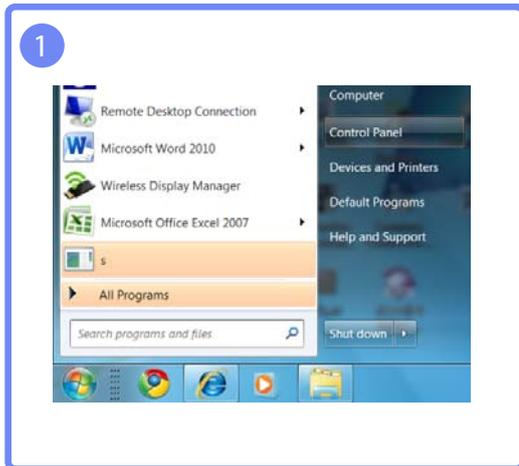 1
Remote Desktop Connection
Microsoft Word 2010
Wireless Display Manager
Microsoft Office Excel 2007
s
All Programs
Search programs and files
Computer
Control Panel
Devices and Printers
Default Programs
Help and Support
Shut down